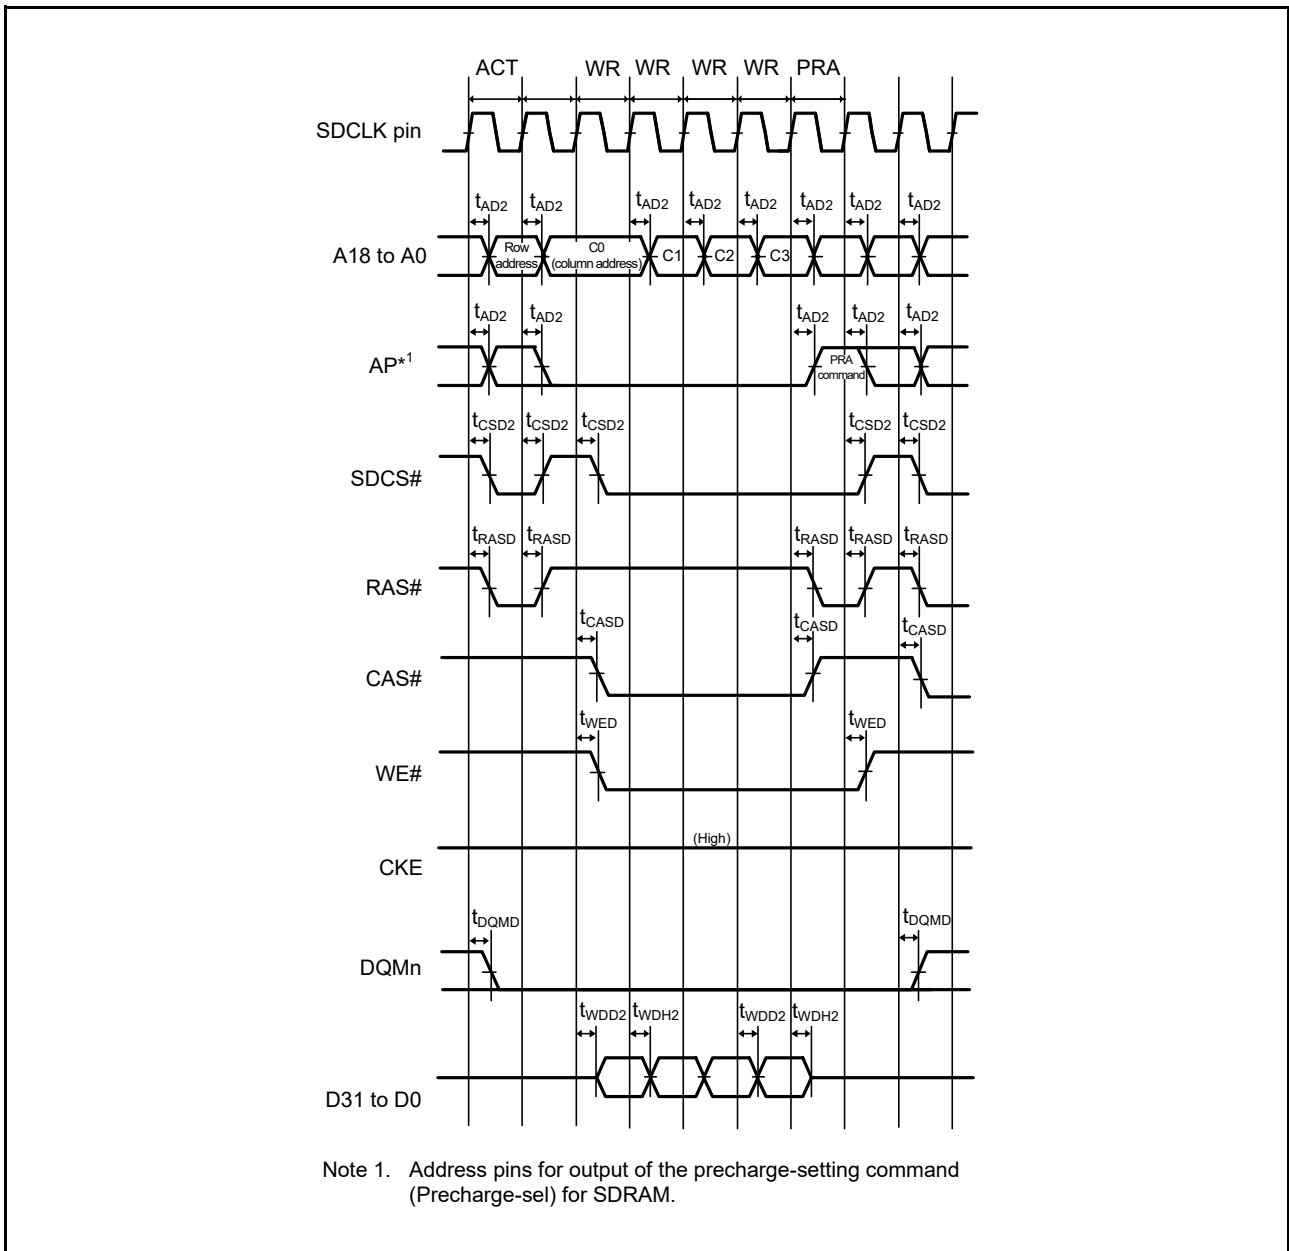 ACT WR WR WR WR PRA
SDCLK pin
tAD2 tAD2 tAD2 tAD2 tAD2 tAD2 tAD2 tAD2
A18 to A0 Row address C0 (column address) C1 C2 C3
tAD2 tAD2 tAD2 tAD2 tAD2
AP*1 PRA command
tCSD2 tCSD2 tCSD2 tCSD2 tCSD2
SDCS#
tRASD tRASD tRASD tRASD tRASD
RAS#
tCASD tCASD tCASD
CAS#
tWED tWED
WE#
(High)
CKE
tDQMD tDQMD
DQMn
tWDD2 tWDH2 tWDD2 tWDH2
D31 to D0
Note 1. Address pins for output of the precharge-setting command
(Precharge-sel) for SDRAM.